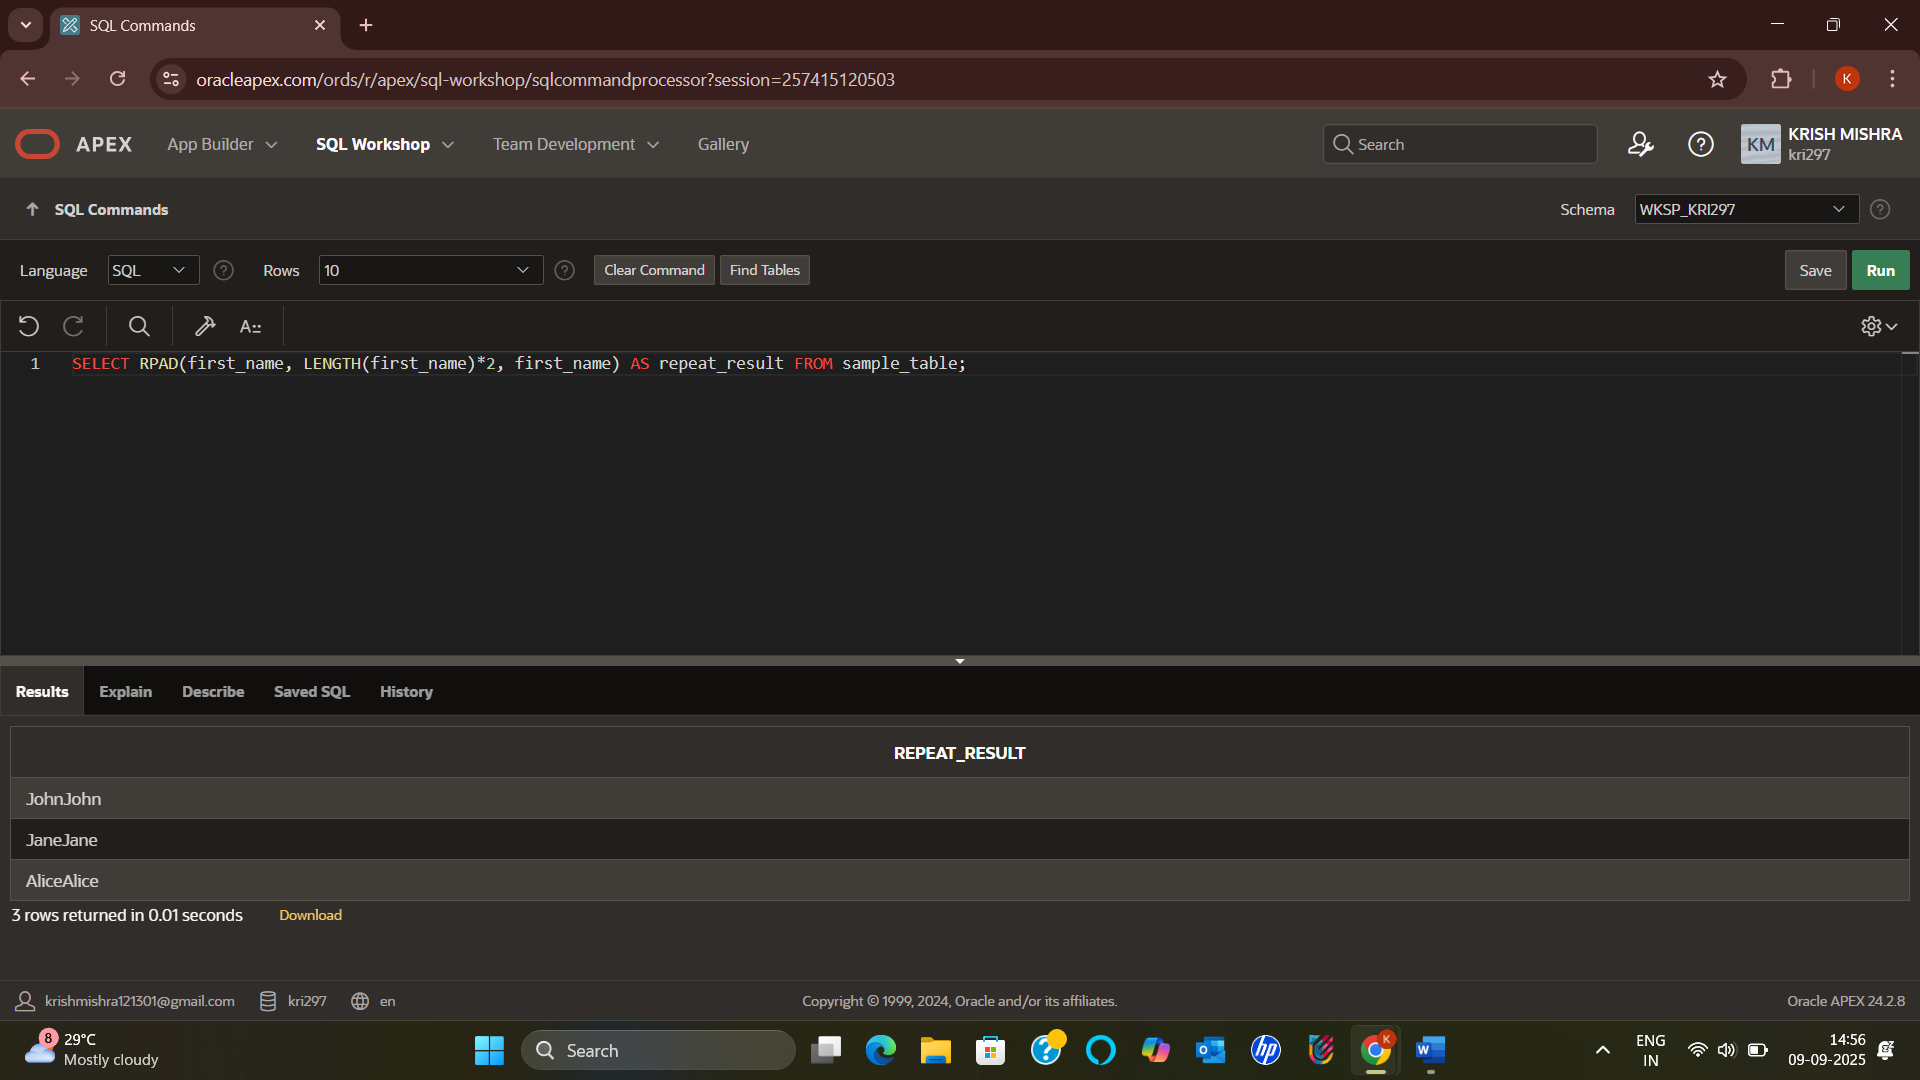 SQL Commands
oracleapex.com/ords/r/apex/sql-workshop/sqlcommandprocessor?session=257415120503
K
APEX App Builder SQL Workshop Team Development Gallery Search ? KM KRISH MISHRA
kri297
SQL Commands Schema WKSP_KRI297 ?
Language SQL ? Rows 10 ? Clear Command Find Tables Save Run
A
1 SELECT RPAD(first_name, LENGTH(first_name)*2, first_name) AS repeat_result FROM sample_table;
Results Explain Describe Saved SQL History
REPEAT_RESULT
JohnJohn
JaneJane
AliceAlice
3 rows returned in 0.01 seconds Download
krishmishra121301@gmail.com kri297 en Copyright © 1999, 2024, Oracle and/or its affiliates. Oracle APEX 24.2.8
8 29°C
Mostly cloudy
Search ? hp K W
ENG
IN
14:56
09-09-2025